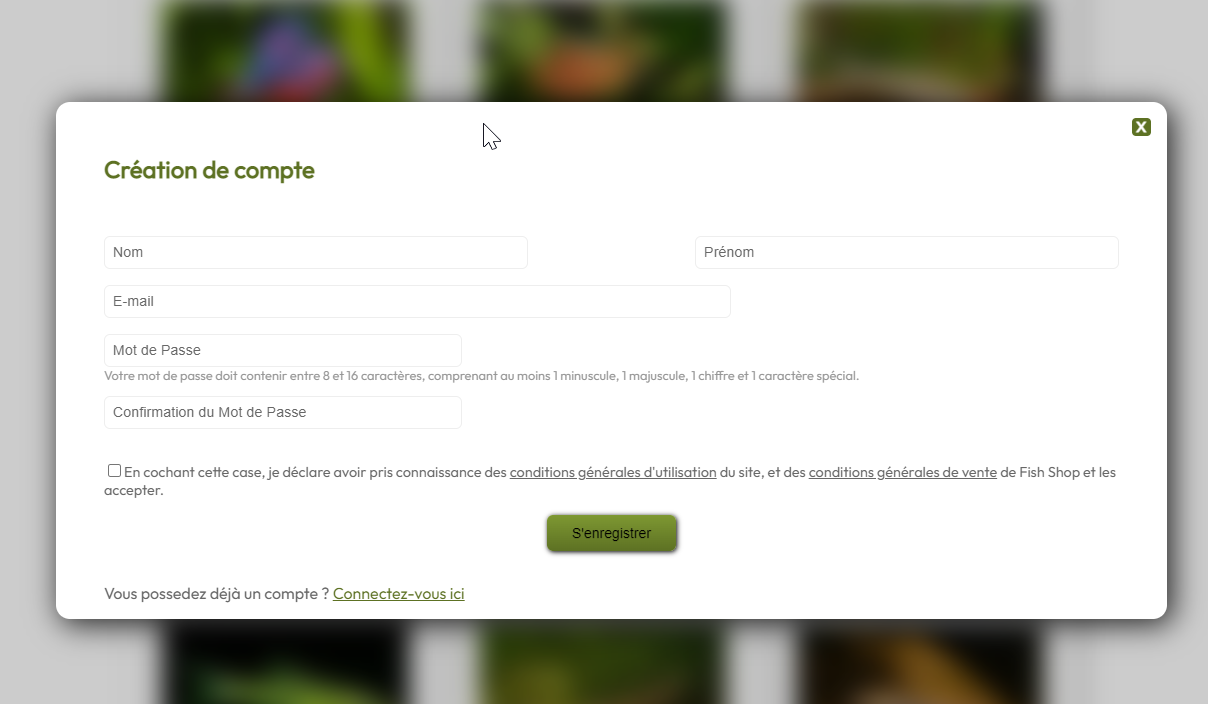 X
Création de compte
Nom
Prénom
E-mail
Mot de Passe
Votre mot de passe doit contenir entre 8 et 16 caractères, comprenant au moins 1 minuscule, 1 majuscule, 1 chiffre et 1 caractère spécial.
Confirmation du Mot de Passe
En cochant cette case, je déclare avoir pris connaissance des conditions générales d'utilisation du site, et des conditions générales de vente de Fish Shop et les
accepter.
S'enregistrer
Vous possedez déjà un compte ? Connectez-vous ici